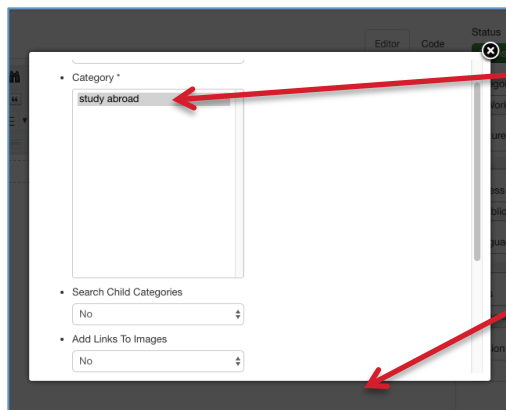 Status
Editor Code
• Category *
study abroad
• Search Child Categories
No
• Add Links To Images
No